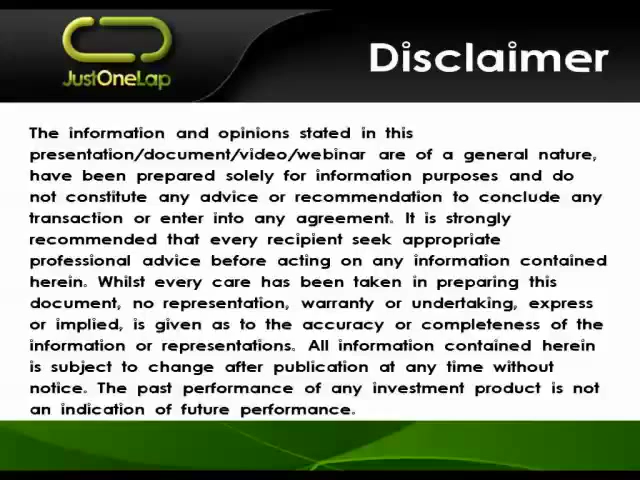 JustOneLap
Disclaimer
The information and opinions stated in this
presentation/document/video/webinar are of a general nature,
have been prepared solely for information purposes and do
not constitute any advice or recommendation to conclude any
transaction or enter into any agreement. It is strongly
recommended that every recipient seek appropriate
professional advice before acting on any information contained
herein. Whilst every care has been taken in preparing this
document, no representation, warranty or undertaking, express
or implied, is given as to the accuracy or completeness of the
information or representations. All information contained herein
is subject to change after publication at any time without
notice. The past performance of any investment product is not
an indication of future performance.